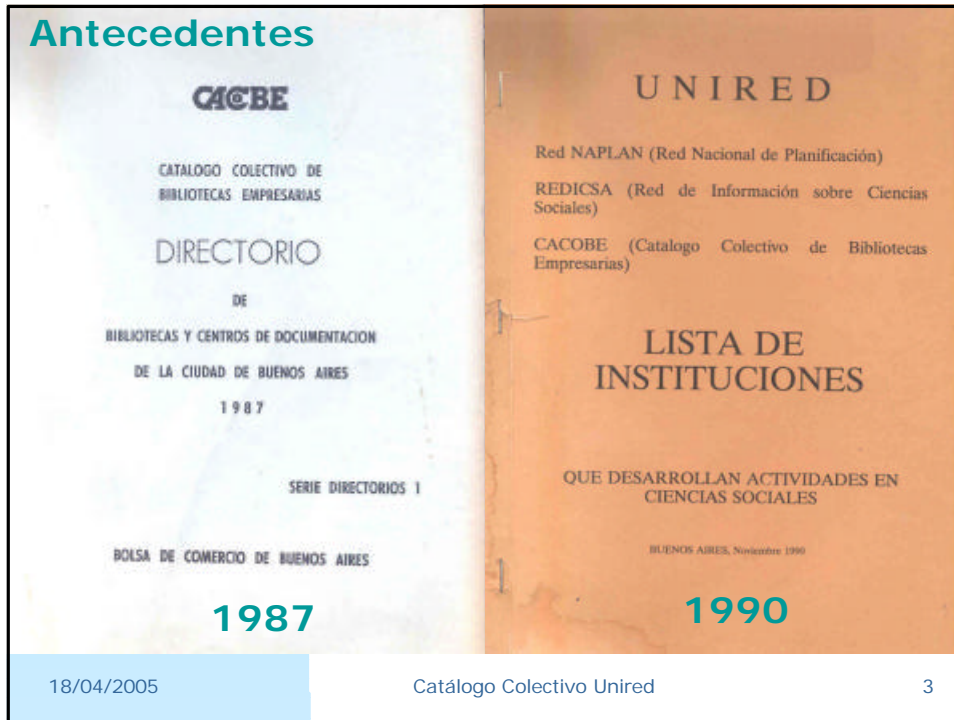 Antecedentes
CACOBE
CATALOGO COLECTIVO DE
BIBLIOTECAS EMPRESARIAS
DIRECTORIO
DE
BIBLIOTECAS Y CENTROS DE DOCUMENTACION
DE LA CIUDAD DE BUENOS AIRES
1987
SERIE DIRECTORIOS 1
BOLSA DE COMERCIO DE BUENOS AIRES
1987
UNIRED
Red NAPLAN (Red Nacional de Planificación)
REDICSA (Red de Información sobre Ciencias
Sociales)
CACOBE (Catalogo Colectivo de Bibliotecas
Empresarias)
LISTA DE
INSTITUCIONES
QUE DESARROLLAN ACTIVIDADES EN
CIENCIAS SOCIALES
BUENOS AIRES, Noviembre 1990
1990
18/04/2005
Catálogo Colectivo Unired
3